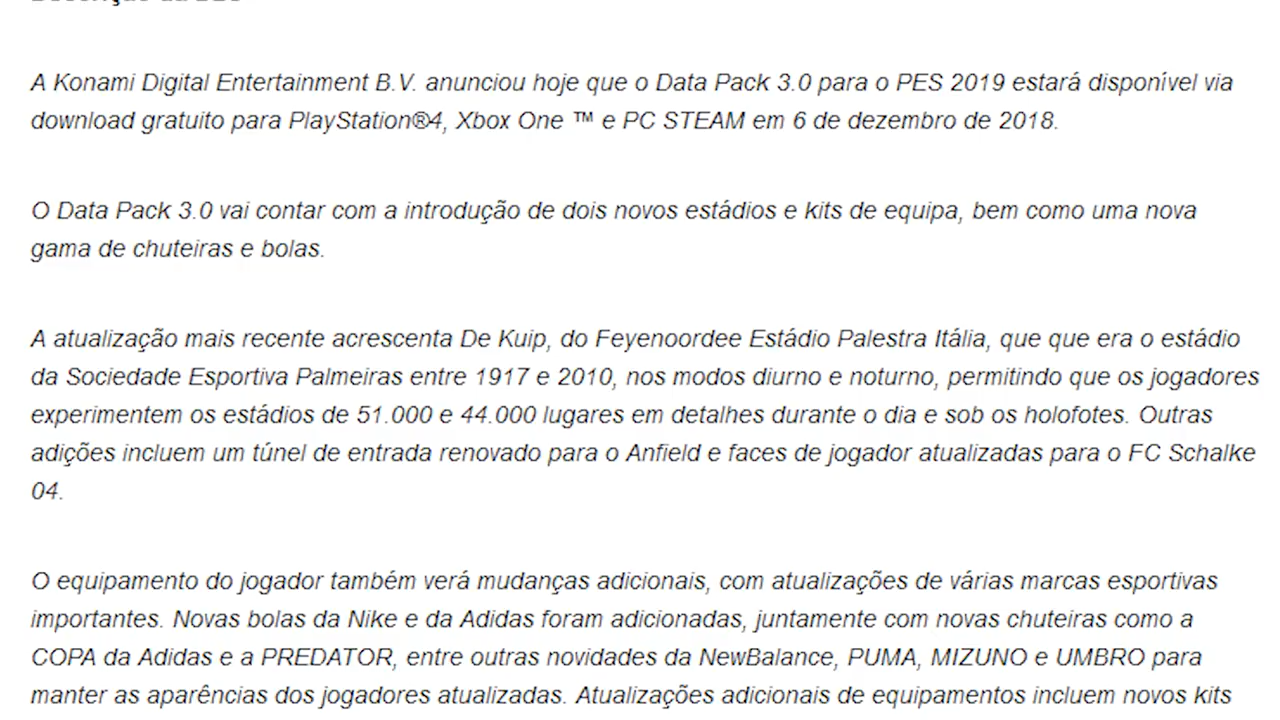 A Konami Digital Entertainment B.V. anunciou hoje que o Data Pack 3.0 para o PES 2019 estará disponível via
download gratuito para PlayStation®4, Xbox One ™ e PC STEAM em 6 de dezembro de 2018.
O Data Pack 3.0 vai contar com a introdução de dois novos estádios e kits de equipa, bem como uma nova
gama de chuteiras e bolas.
A atualização mais recente acrescenta De Kuip, do Feyenoordee Estádio Palestra Itália, que que era o estádio
da Sociedade Esportiva Palmeiras entre 1917 e 2010, nos modos diurno e noturno, permitindo que os jogadores
experimentem os estádios de 51.000 e 44.000 lugares em detalhes durante o dia e sob os holofotes. Outras
adições incluem um túnel de entrada renovado para o Anfield e faces de jogador atualizadas para o FC Schalke
04.
O equipamento do jogador também verá mudanças adicionais, com atualizações de várias marcas esportivas
importantes. Novas bolas da Nike e da Adidas foram adicionadas, juntamente com novas chuteiras como a
COPA da Adidas e a PREDATOR, entre outras novidades da NewBalance, PUMA, MIZUNO e UMBRO para
manter as aparências dos jogadores atualizadas. Atualizações adicionais de equipamentos incluem novos kits